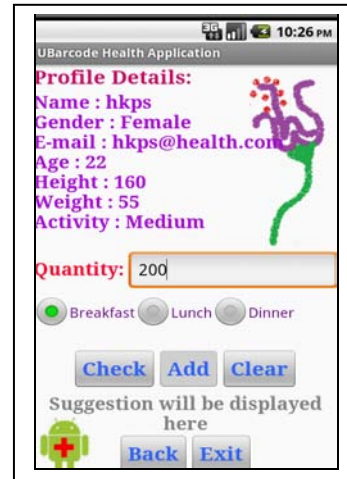 3G 10:26 PM
UBarcode Health Application
Profile Details:
Name : hkps
Gender : Female
E-mail : hkps@health.com
Age : 22
Height : 160
Weight : 55
Activity : Medium
Quantity: 200
Breakfast Lunch Dinner
Check Add Clear
Suggestion will be displayed
here
Back Exit